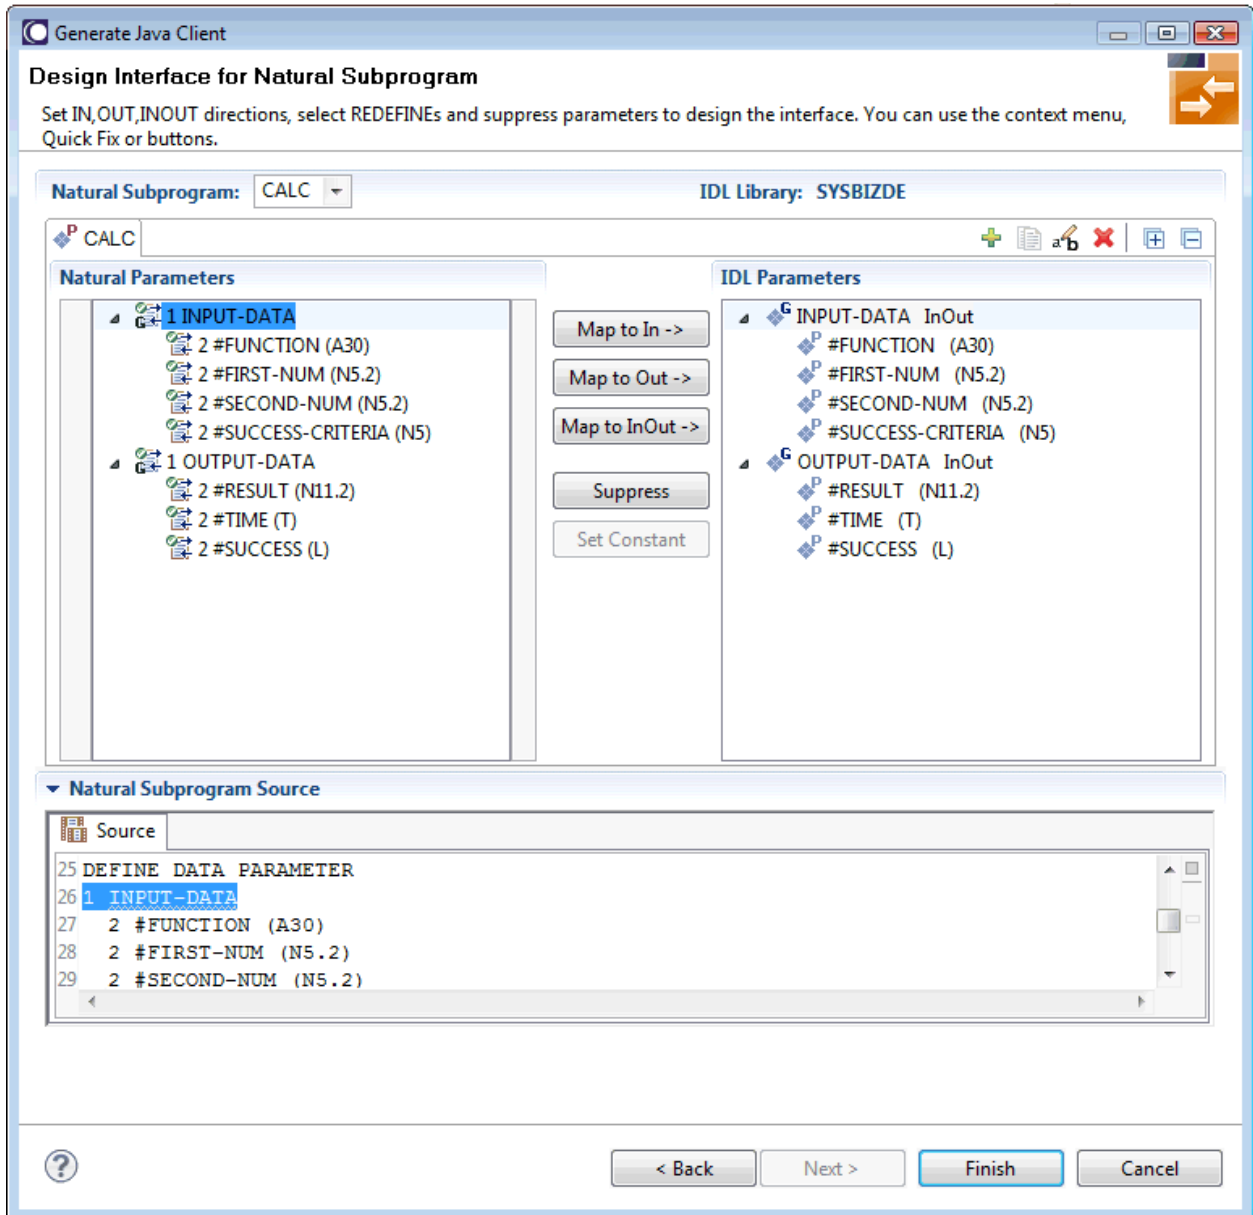 Generate Java Client
Design Interface for Natural Subprogram
Set IN,OUT,INOUT directions, select REDEFINEs and suppress parameters to design the interface. You can use the context menu,
Quick Fix or buttons.
Natural Subprogram: CALC IDL Library: SYSBIZDE
CALC
Natural Parameters
1 INPUT-DATA
2 #FUNCTION (A30)
2 #FIRST-NUM (N5.2)
2 #SECOND-NUM (N5.2)
2 #SUCCESS-CRITERIA (N5)
1 OUTPUT-DATA
2 #RESULT (N11.2)
2 #TIME (T)
2 #SUCCESS (L)
Map to In ->
Map to Out ->
Map to InOut ->
Suppress
Set Constant
IDL Parameters
INPUT-DATA InOut
#FUNCTION (A30)
#FIRST-NUM (N5.2)
#SECOND-NUM (N5.2)
#SUCCESS-CRITERIA (N5)
OUTPUT-DATA InOut
#RESULT (N11.2)
#TIME (T)
#SUCCESS (L)
Natural Subprogram Source
Source
25 DEFINE DATA PARAMETER
26 1 INPUT-DATA
27 2 #FUNCTION (A30)
28 2 #FIRST-NUM (N5.2)
29 2 #SECOND-NUM (N5.2)
< Back Next > Finish Cancel